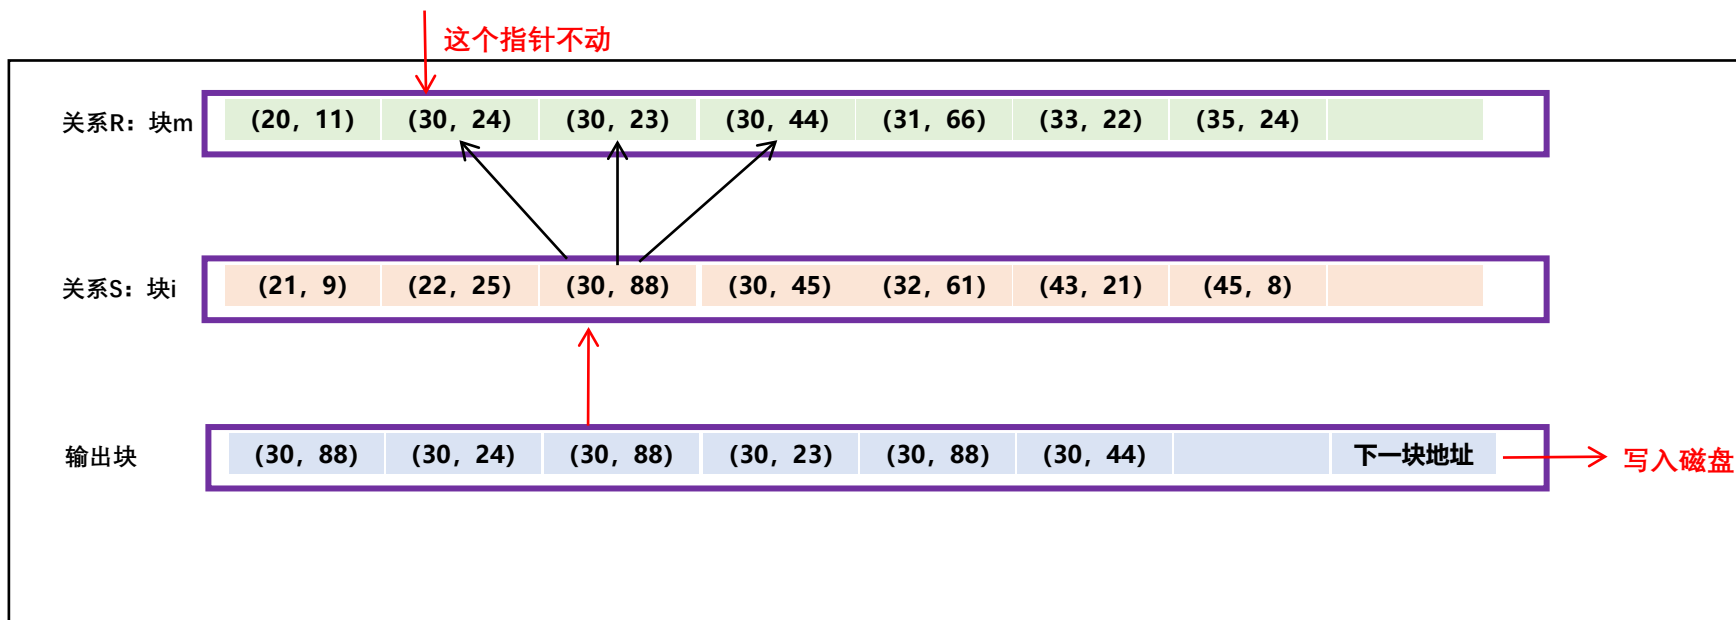 这个指针不动
关系R：块m (20，11) (30，24) (30，23) (30，44) (31，66) (33，22) (35，24)
关系S：块i (21，9) (22，25) (30，88) (30，45) (32，61) (43，21) (45，8)
输出块 (30，88) (30，24) (30，88) (30，23) (30，88) (30，44) 下一块地址 写入磁盘